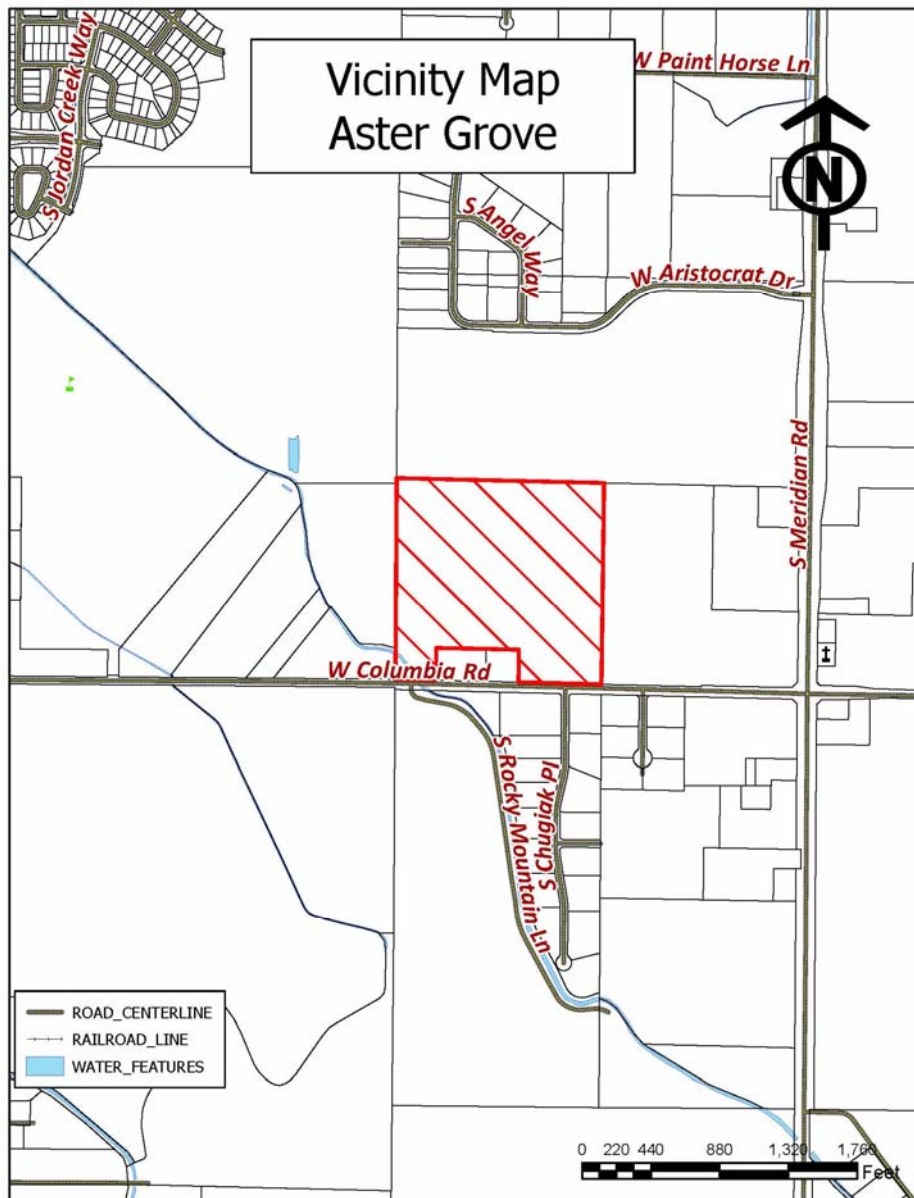 Vicinity Map
Aster Grove
W Paint Horse Ln
S Jordan Creek Way
N
S Angel Way
W Aristocrat Dr
S Meridian Rd
W Columbia Rd
S Rocky Mountain Ln
S Chugiak Pl
ROAD_CENTERLINE
RAILROAD_LINE
WATER_FEATURES
0 220 440 880 1,320 1,760
Feet